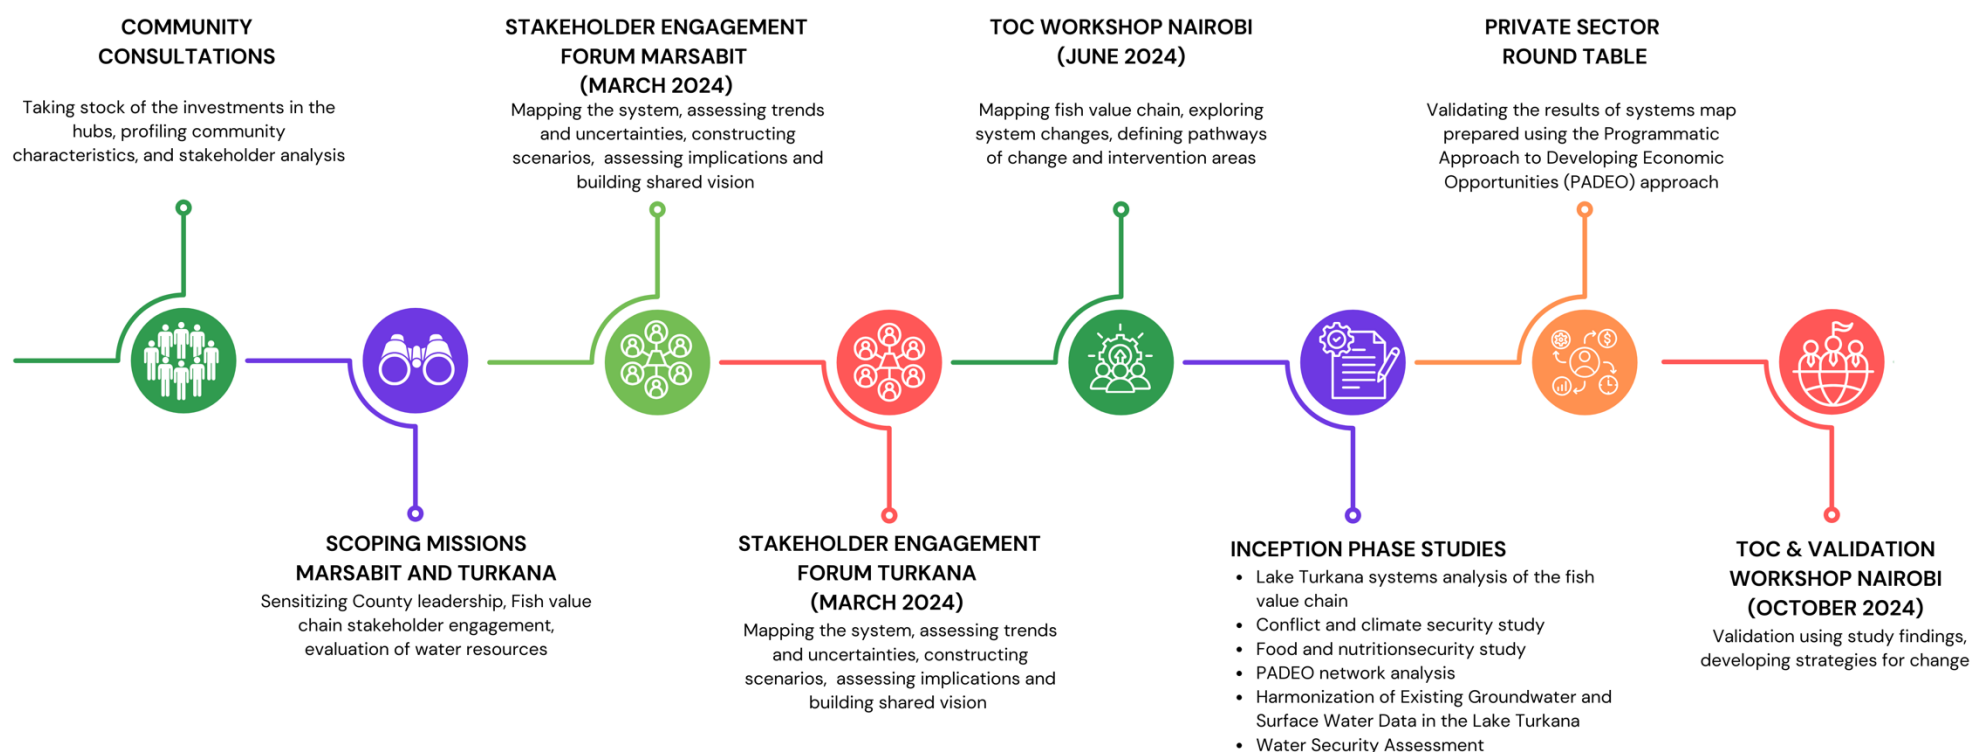 COMMUNITY
CONSULTATIONS
Taking stock of the investments in the
hubs, profiling community
characteristics, and stakeholder analysis
SCOPING MISSIONS
MARSABIT AND TURKANA
Sensitizing County leadership, Fish value
chain stakeholder engagement,
evaluation of water resources
STAKEHOLDER ENGAGEMENT
FORUM MARSABIT
(MARCH 2024)
Mapping the system, assessing trends
and uncertainties, constructing
scenarios, assessing implications and
building shared vision
STAKEHOLDER ENGAGEMENT
FORUM TURKANA
(MARCH 2024)
Mapping the system, assessing trends
and uncertainties, constructing
scenarios, assessing implications and
building shared vision
TOC WORKSHOP NAIROBI
(JUNE 2024)
Mapping fish value chain, exploring
system changes, defining pathways
of change and intervention areas
INCEPTION PHASE STUDIES
• Lake Turkana systems analysis of the fish
value chain
• Conflict and climate security study
• Food and nutritionsecurity study
• PADEO network analysis
• Harmonization of Existing Groundwater and
Surface Water Data in the Lake Turkana
• Water Security Assessment
PRIVATE SECTOR
ROUND TABLE
Validating the results of systems map
prepared using the Programmatic
Approach to Developing Economic
Opportunities (PADEO) approach
TOC & VALIDATION
WORKSHOP NAIROBI
(OCTOBER 2024)
Validation using study findings,
developing strategies for change